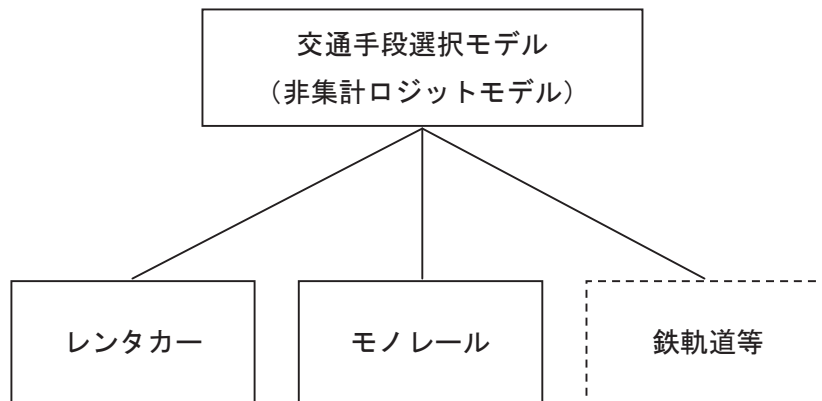 交通手段選択モデル
（非集計ロジットモデル）
レンタカー
モノレール
鉄軌道等